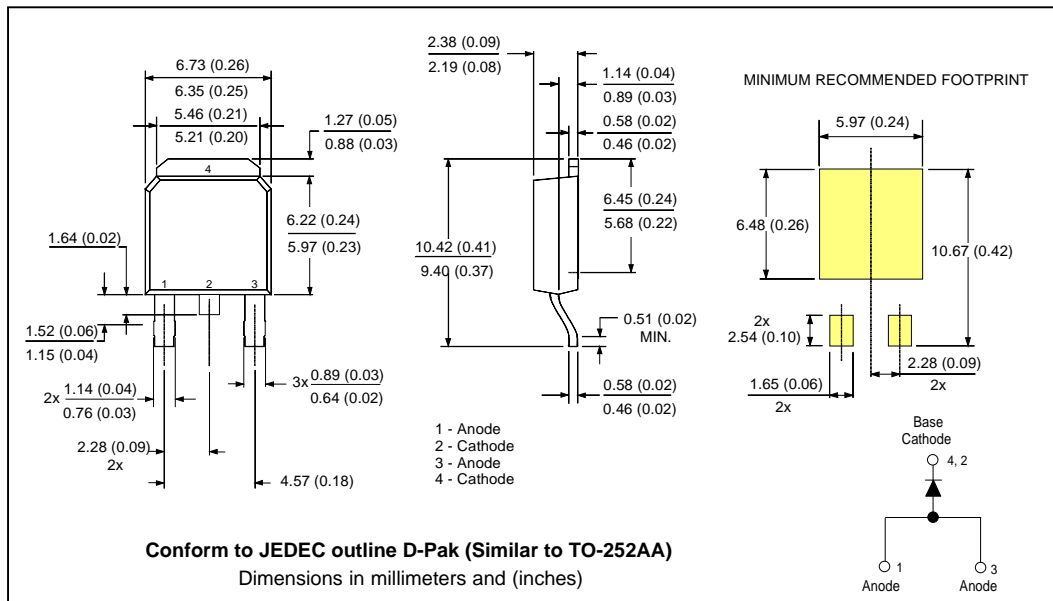 6.73 (0.26)
6.35 (0.25)
5.46 (0.21)
5.21 (0.20)
1.27 (0.05)
0.88 (0.03)
4
6.22 (0.24)
5.97 (0.23)
1.64 (0.02)
1 2 3
1.52 (0.06)
1.15 (0.04)
2x 1.14 (0.04)
0.76 (0.03)
3x 0.89 (0.03)
0.64 (0.02)
2.28 (0.09)
2x
4.57 (0.18)
2.38 (0.09)
2.19 (0.08)
1.14 (0.04)
0.89 (0.03)
0.58 (0.02)
0.46 (0.02)
10.42 (0.41)
9.40 (0.37)
6.45 (0.24)
5.68 (0.22)
0.51 (0.02)
MIN.
0.58 (0.02)
0.46 (0.02)
1 - Anode
2 - Cathode
3 - Anode
4 - Cathode
MINIMUM RECOMMENDED FOOTPRINT
5.97 (0.24)
6.48 (0.26)
10.67 (0.42)
2x
2.54 (0.10)
2.28 (0.09)
2x
1.65 (0.06)
2x
Base
Cathode
4, 2
1
Anode
3
Anode
Conform to JEDEC outline D-Pak (Similar to TO-252AA)
Dimensions in millimeters and (inches)